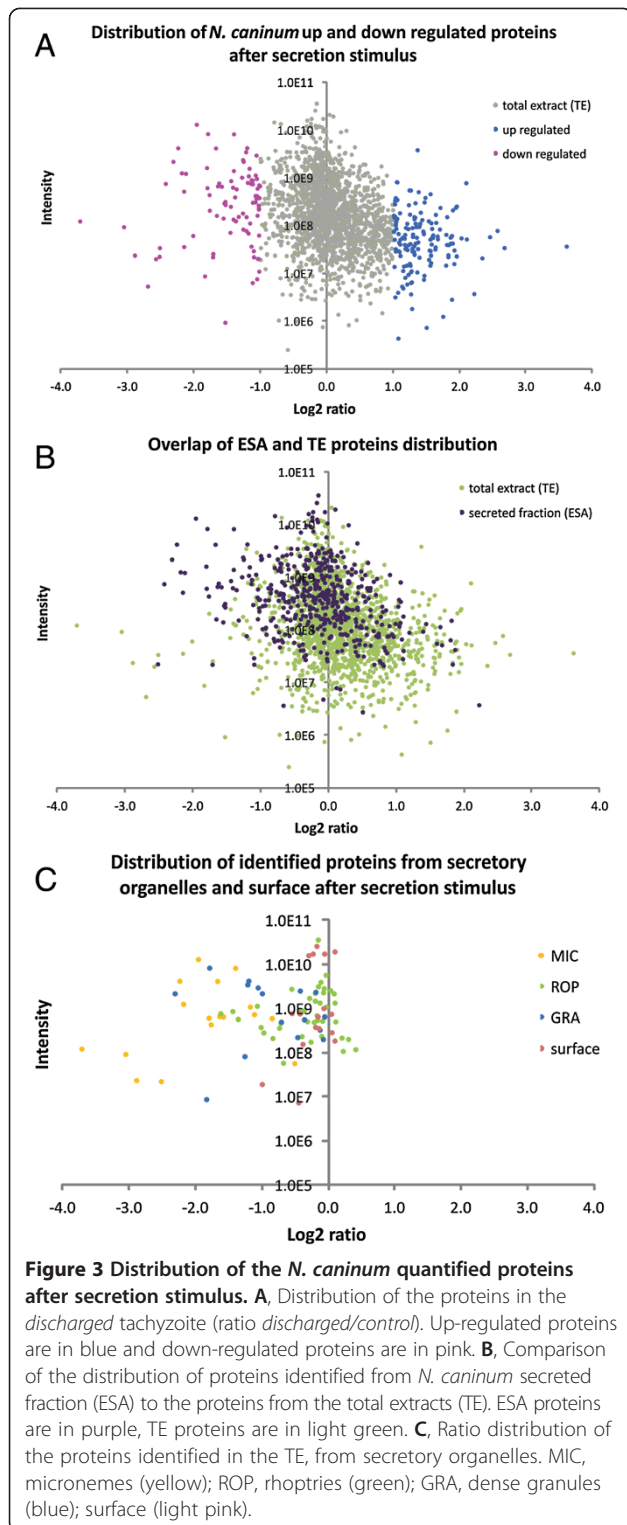 A
Distribution of N. caninum up and down regulated proteins
after secretion stimulus
1.0E11
1.0E10
1.0E9
1.0E8
1.0E7
1.0E6
1.0E5
Intensity
total extract (TE)
up regulated
down regulated
-4.0 -3.0 -2.0 -1.0 0.0 1.0 2.0 3.0 4.0
Log2 ratio
B
Overlap of ESA and TE proteins distribution
1.0E11
1.0E10
1.0E9
1.0E8
1.0E7
1.0E6
1.0E5
Intensity
total extract (TE)
secreted fraction (ESA)
-4.0 -3.0 -2.0 -1.0 0.0 1.0 2.0 3.0 4.0
Log2 ratio
C
Distribution of identified proteins from secretory
organelles and surface after secretion stimulus
1.0E11
1.0E10
1.0E9
1.0E8
1.0E7
1.0E6
1.0E5
Intensity
MIC
ROP
GRA
surface
-4.0 -3.0 -2.0 -1.0 0.0 1.0 2.0 3.0 4.0
Log2 ratio
Figure 3 Distribution of the N. caninum quantified proteins
after secretion stimulus. A, Distribution of the proteins in the
discharged tachyzoite (ratio discharged/control). Up-regulated proteins
are in blue and down-regulated proteins are in pink. B, Comparison
of the distribution of proteins identified from N. caninum secreted
fraction (ESA) to the proteins from the total extracts (TE). ESA proteins
are in purple, TE proteins are in light green. C, Ratio distribution of
the proteins identified in the TE, from secretory organelles. MIC,
micronemes (yellow); ROP, rhoptries (green); GRA, dense granules
(blue); surface (light pink).